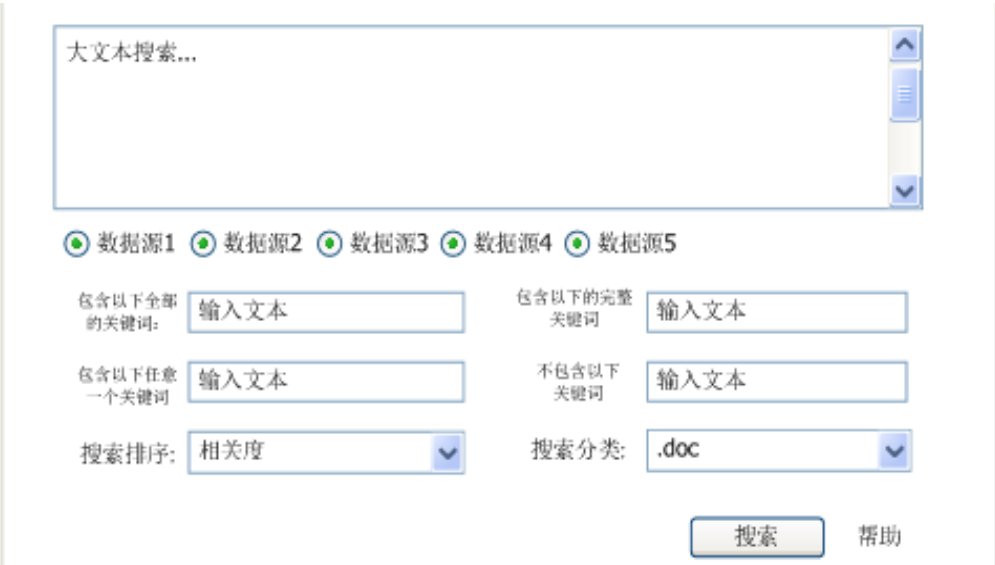 大文本搜索...
数据源1 数据源2 数据源3 数据源4 数据源5
包含以下全部
的关键词:
输入文本
包含以下的完整
关键词
输入文本
包含以下任意
一个关键词
输入文本
不包含以下
关键词
输入文本
搜索排序: 相关度
搜索分类: .doc
搜索 帮助